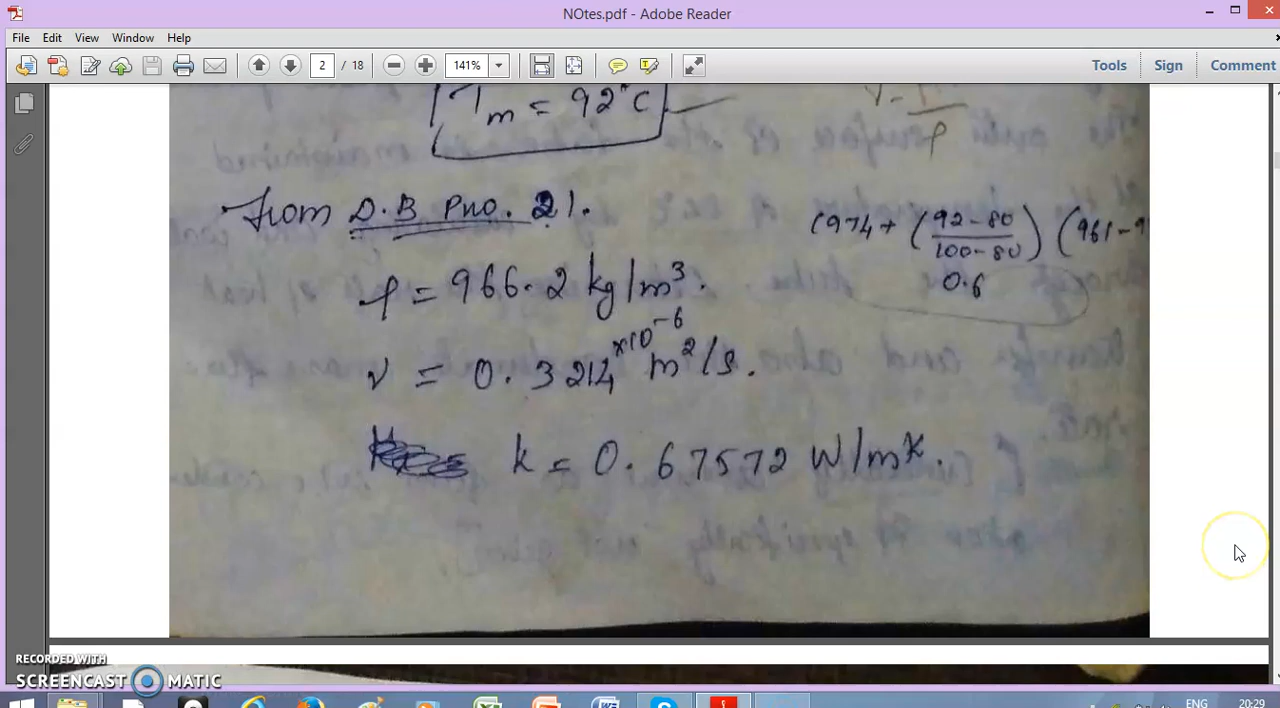 NOtes.pdf - Adobe Reader
File Edit View Window Help
2 / 18 141% Tools Sign Comment
Tm = 92°C
From D.B PNO. 21.
(974 + (92-80/100-80) (961-9
0.6
ρ = 966.2 kg/m³.
ν = 0.3214 ×10⁻⁶ m²/s.
k = 0.67572 W/mK.
RECORDED WITH
SCREENCAST MATIC
ENG 20:29